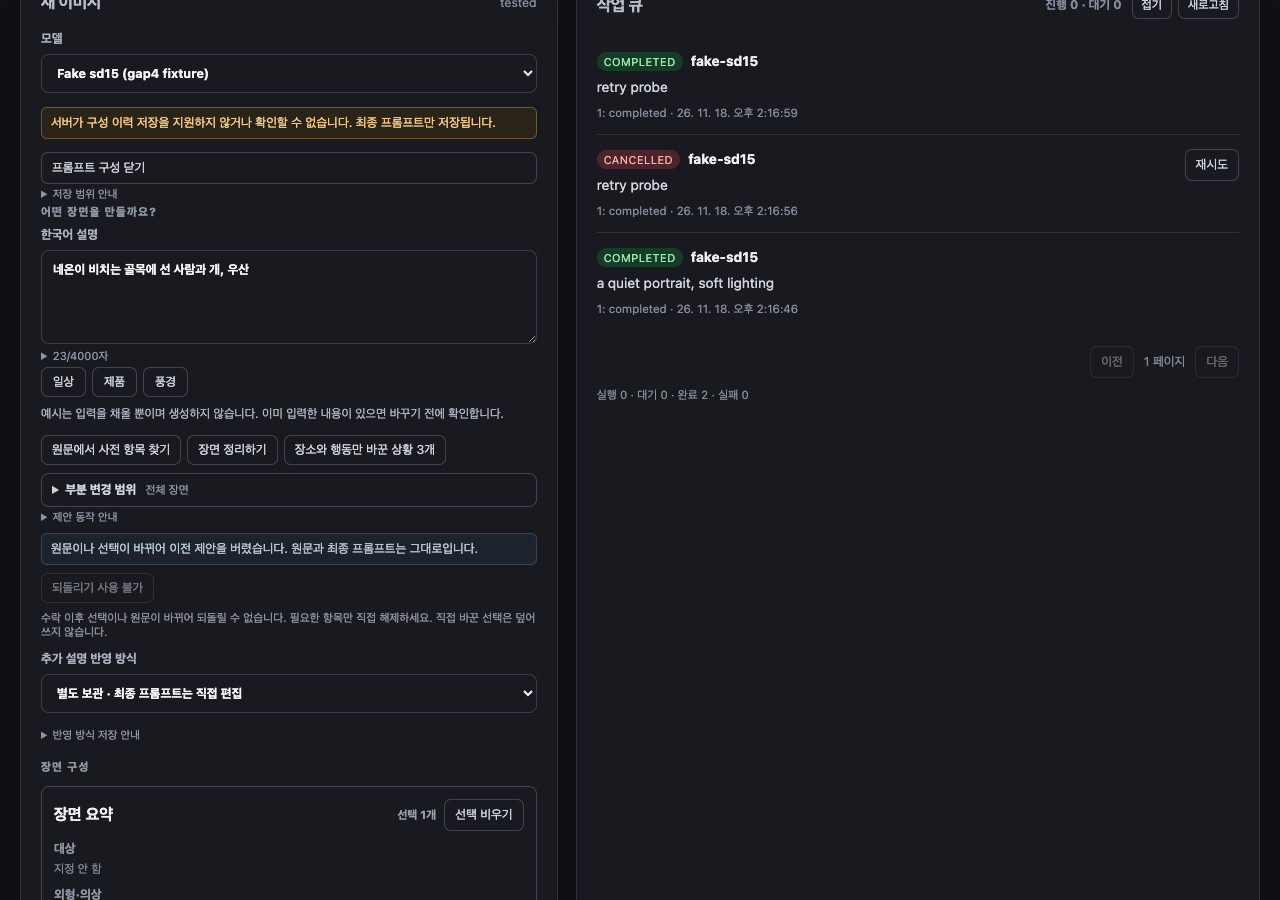 새 이미지
tested
모델
Fake sd15 (gap4 fixture)
서버가 구성 이력 저장을 지원하지 않거나 확인할 수 없습니다. 최종 프롬프트만 저장됩니다.
프롬프트 구성 닫기
▶ 저장 범위 안내
어떤 장면을 만들까요?
한국어 설명
네온이 비치는 골목에 선 사람과 개, 우산
▶ 23/4000자
일상 제품 풍경
예시는 입력을 채울 뿐이며 생성하지 않습니다. 이미 입력한 내용이 있으면 바꾸기 전에 확인합니다.
원문에서 사전 항목 찾기 장면 정리하기 장소와 행동만 바꾼 상황 3개
▶ 부분 변경 범위 전체 장면
▶ 제안 동작 안내
원문이나 선택이 바뀌어 이전 제안을 버렸습니다. 원문과 최종 프롬프트는 그대로입니다.
되돌리기 사용 불가
수락 이후 선택이나 원문이 바뀌어 되돌릴 수 없습니다. 필요한 항목만 직접 해제하세요. 직접 바꾼 선택은 덮어
쓰지 않습니다.
추가 설명 반영 방식
별도 보관 · 최종 프롬프트는 직접 편집
▶ 반영 방식 저장 안내
장면 구성
장면 요약 선택 1개 선택 비우기
대상
지정 안 함
외형·의상
작업 큐 진행 0 · 대기 0 접기 새로고침
COMPLETED fake-sd15
retry probe
1: completed · 26. 11. 18. 오후 2:16:59
CANCELLED fake-sd15 재시도
retry probe
1: completed · 26. 11. 18. 오후 2:16:56
COMPLETED fake-sd15
a quiet portrait, soft lighting
1: completed · 26. 11. 18. 오후 2:16:46
이전 1 페이지 다음
실행 0 · 대기 0 · 완료 2 · 실패 0